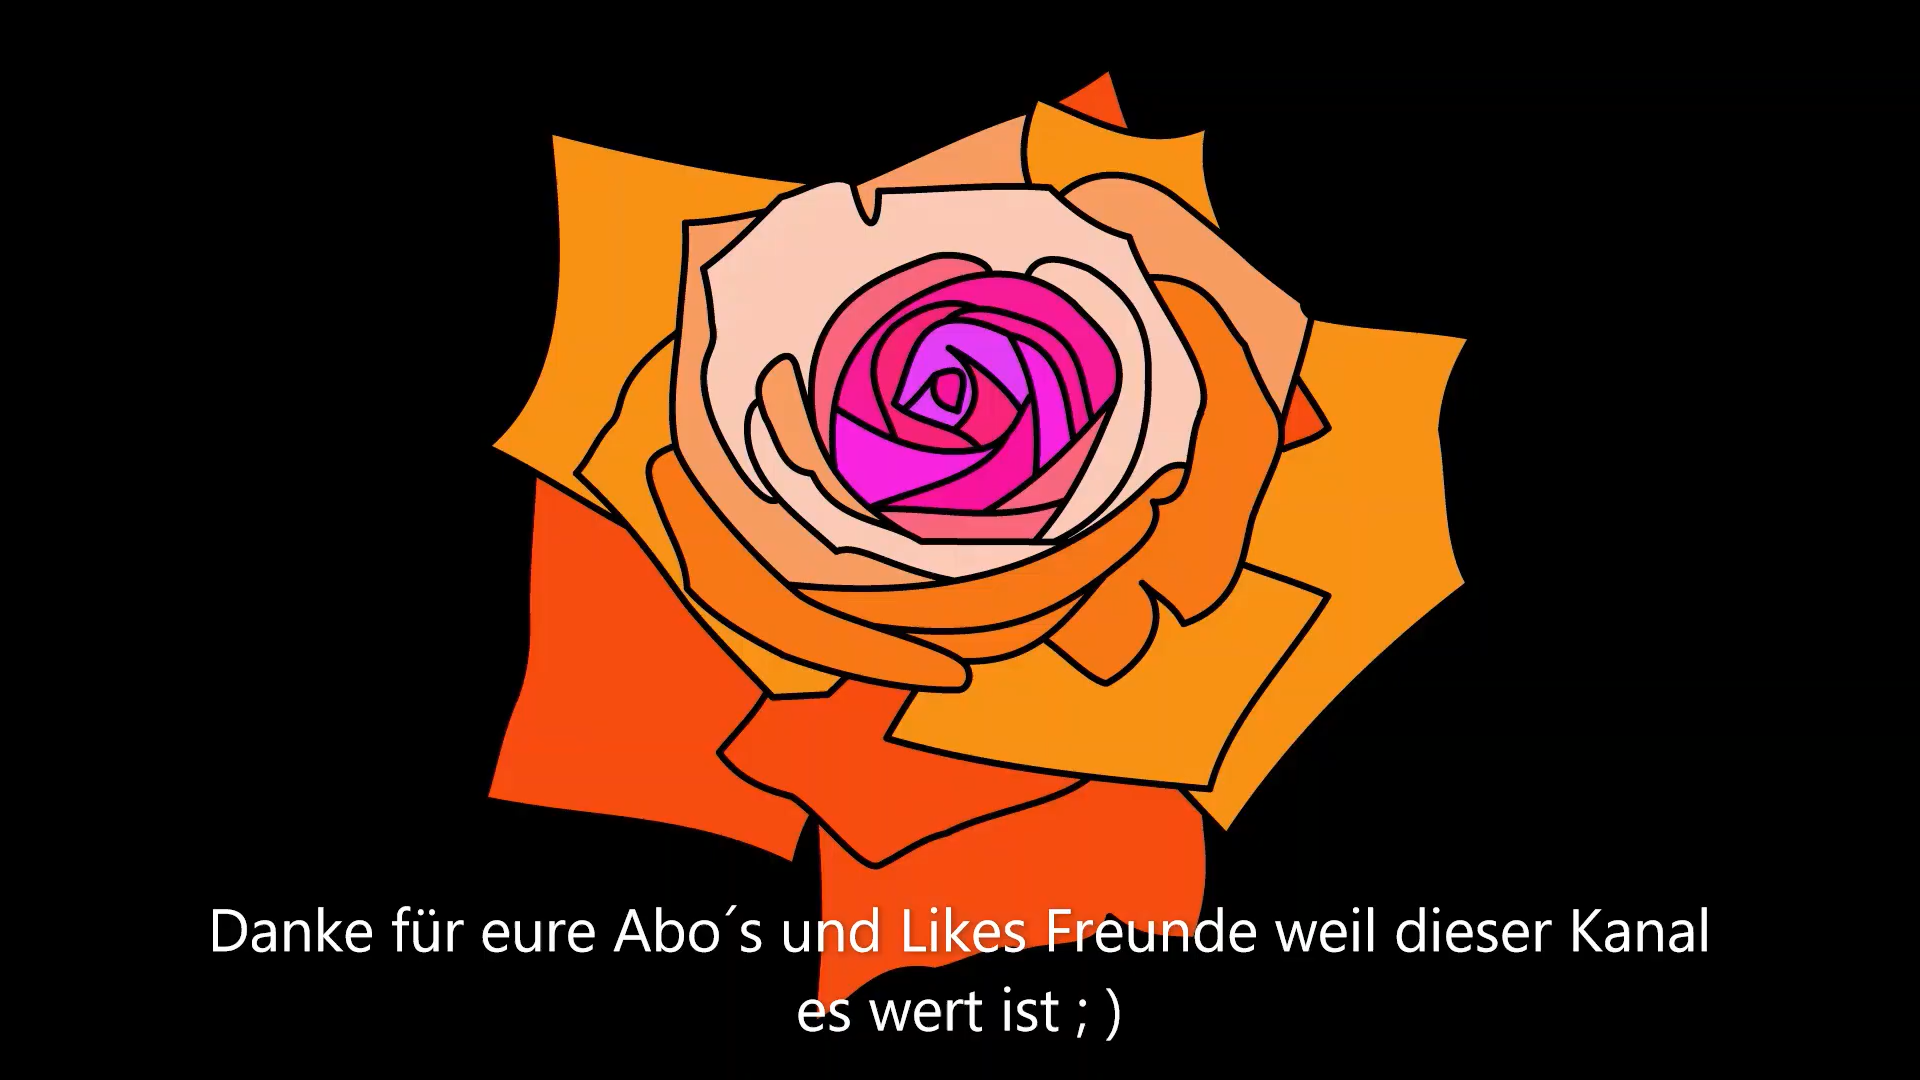 Danke für eure Abo´s und Likes Freunde weil dieser Kanal
es wert ist ; )